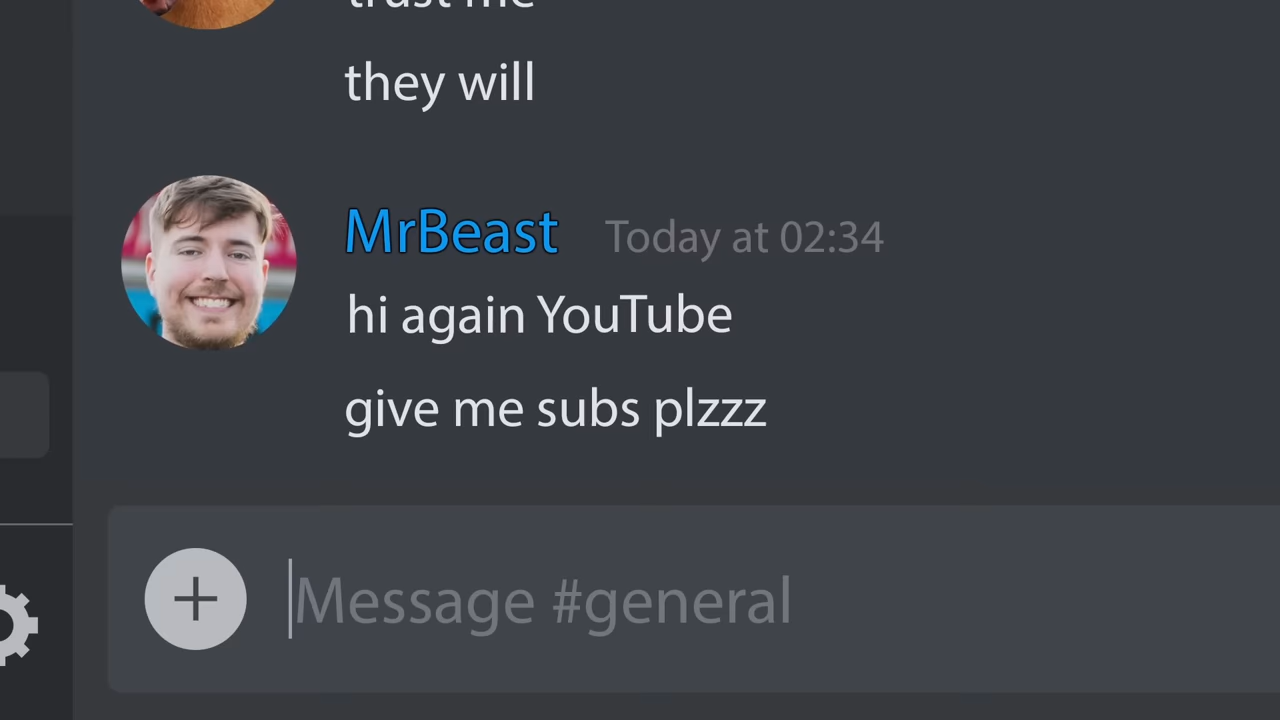 trust me
they will
MrBeast Today at 02:34
hi again YouTube
give me subs plzzz
Message #general